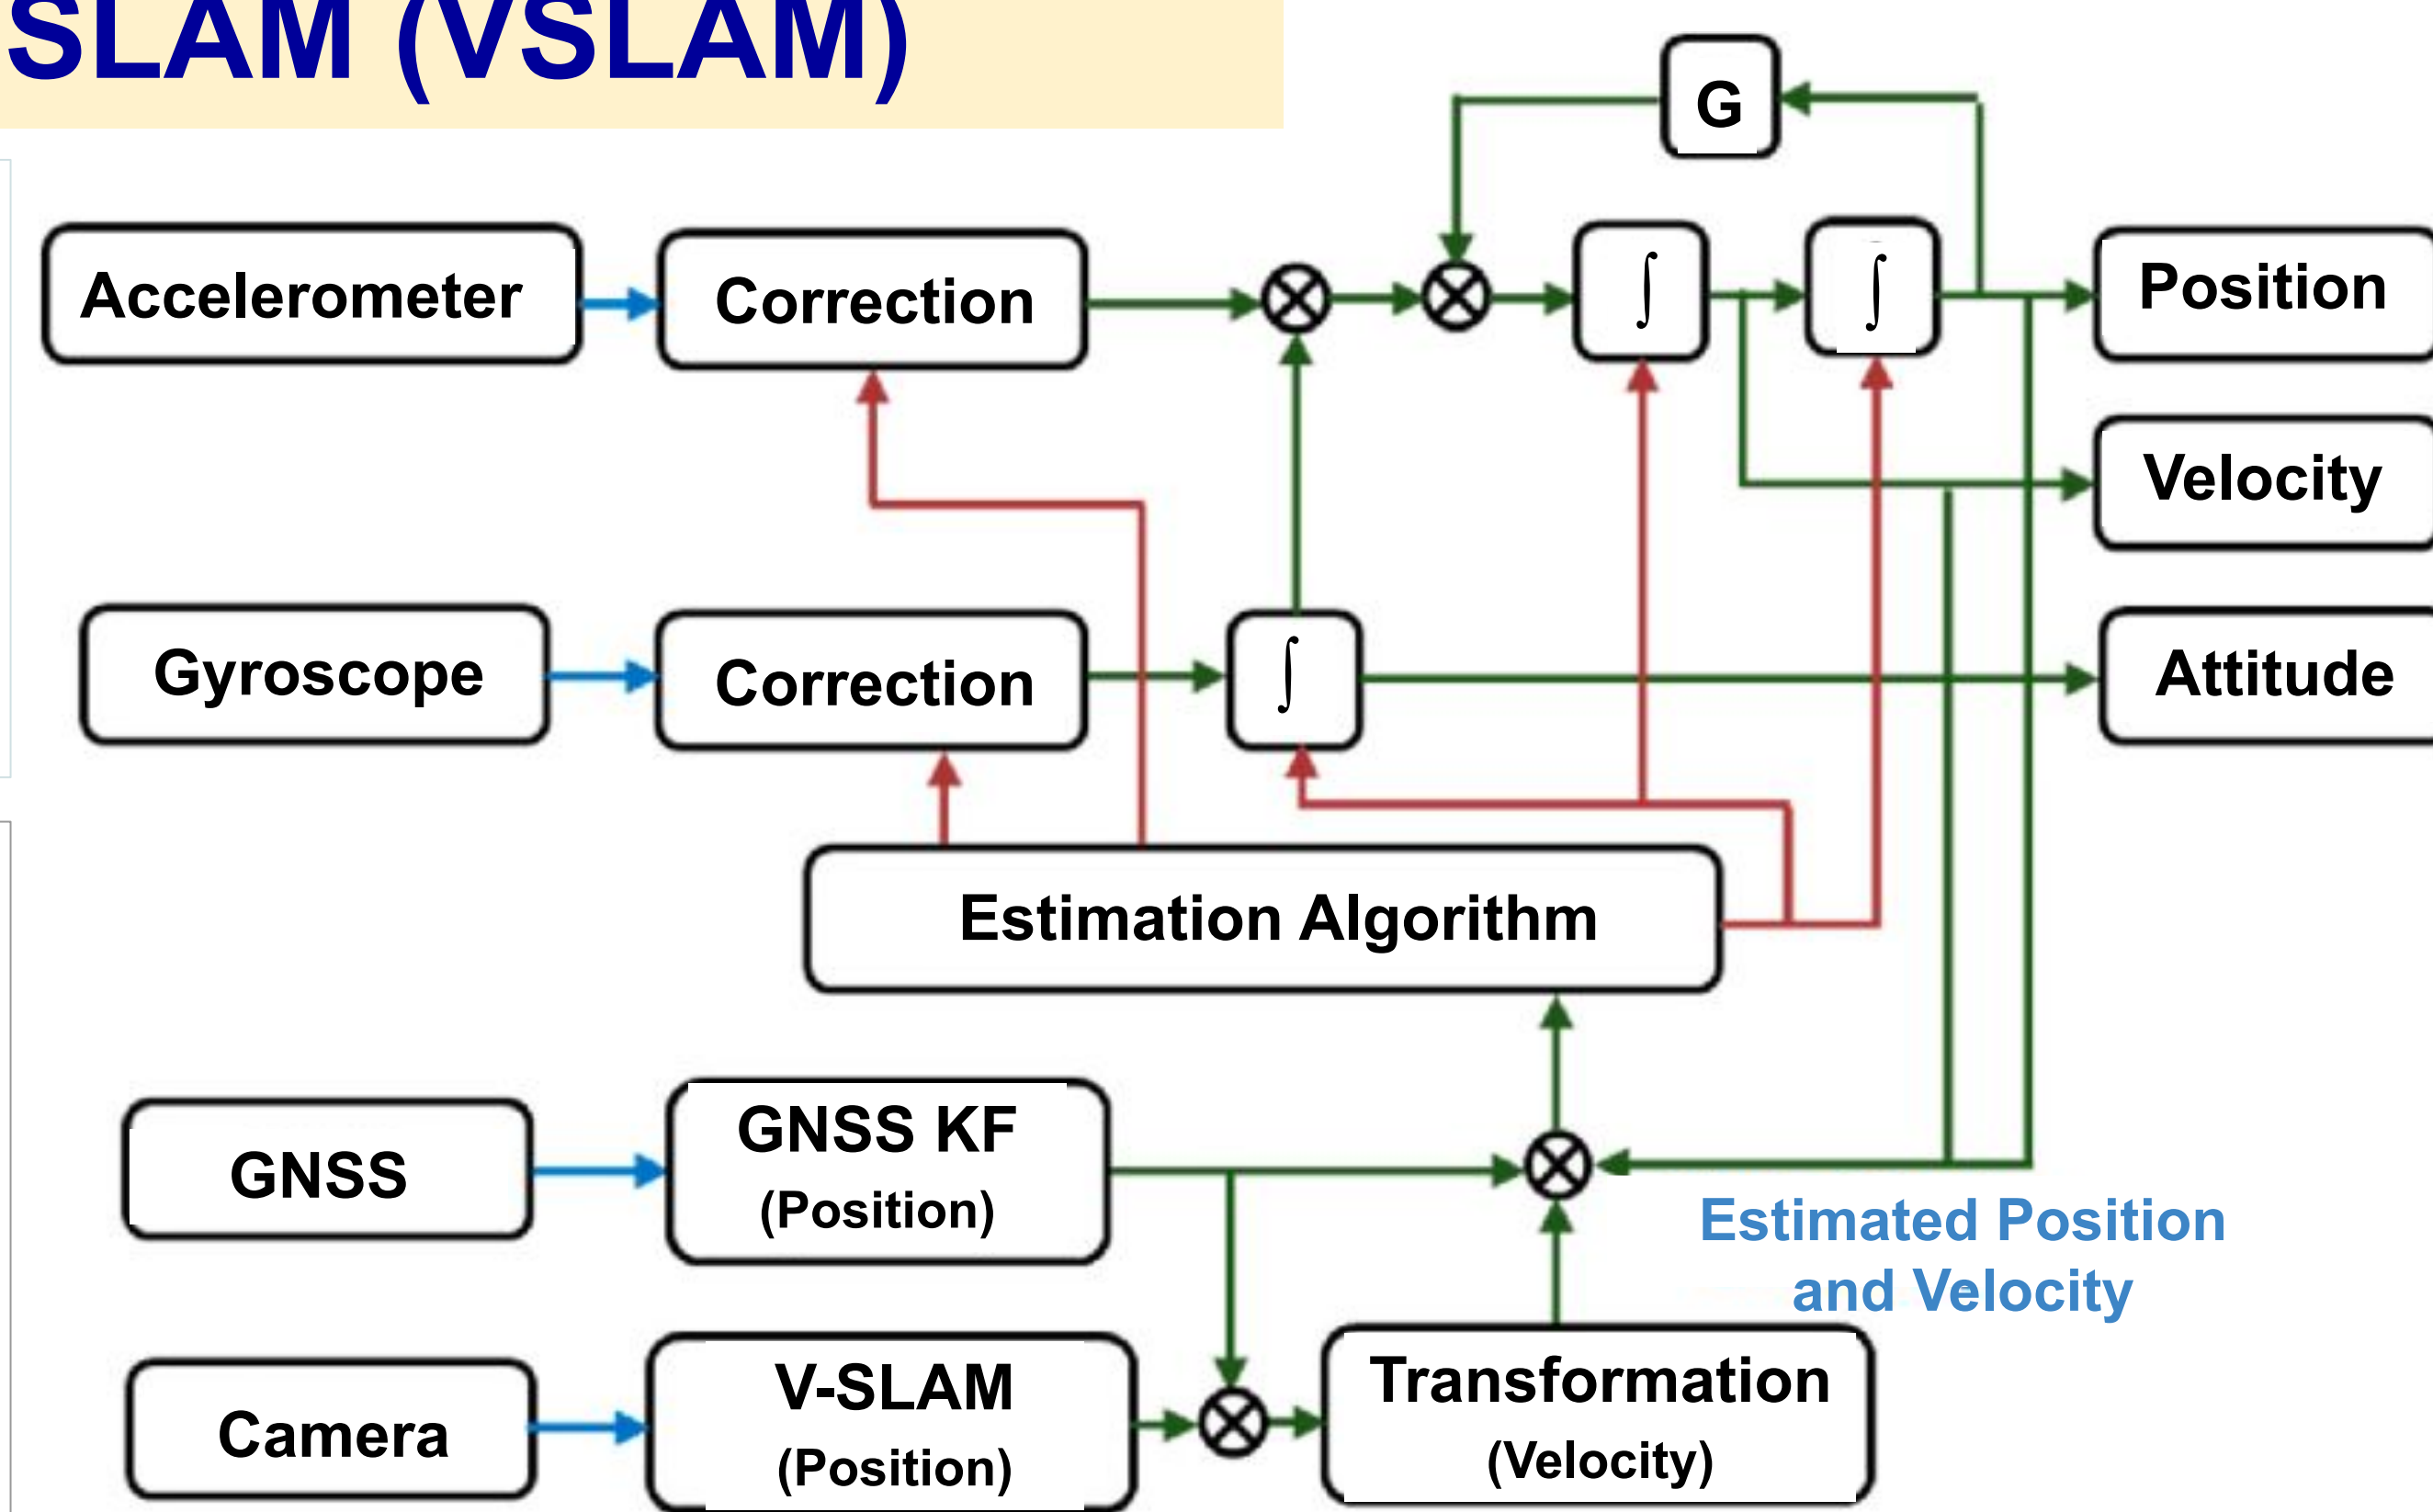 SLAM (VSLAM)
G
Accelerometer
Correction
∫
∫
Position
Velocity
Gyroscope
Correction
∫
Attitude
Estimation Algorithm
GNSS
GNSS KF
(Position)
Estimated Position
and Velocity
Camera
V-SLAM
(Position)
Transformation
(Velocity)